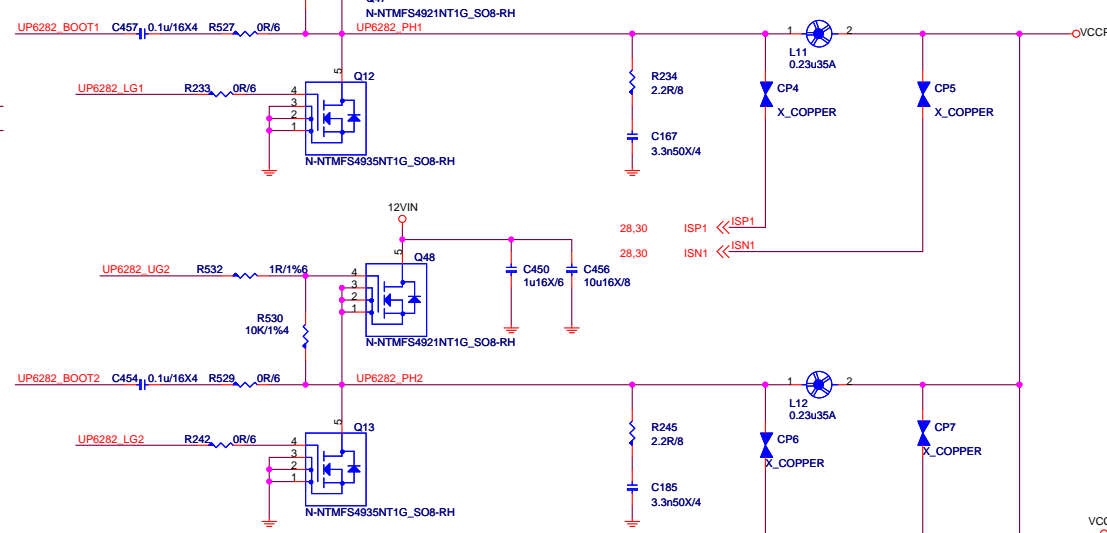 N-NTMFS4921NT1G_SO8-RH
UP6282_BOOT1 C457 0.1u/16X4 R527 0R/6 UP6282_PH1 1 2 VCCP
L11
0.23u35A
5 Q12
R234
2.2R/8
UP6282_LG1 R233 0R/6 4 CP4 CP5
3
2
1
X_COPPER X_COPPER
C167
3.3n50X/4
N-NTMFS4935NT1G_SO8-RH
12VIN
28,30 ISP1 ISP1
28,30 ISN1 ISN1
5 Q48
UP6282_UG2 R532 1R/1%6 4 C450 C456
1u16X/6 10u16X/8
3
2
1
R530
10K/1%4
N-NTMFS4921NT1G_SO8-RH
UP6282_BOOT2 C454 0.1u/16X4 R529 0R/6 UP6282_PH2 1 2
L12
0.23u35A
5 Q13
R245
2.2R/8
UP6282_LG2 R242 0R/6 4 CP6 CP7
3
2
1
X_COPPER X_COPPER
C185
3.3n50X/4
N-NTMFS4935NT1G_SO8-RH